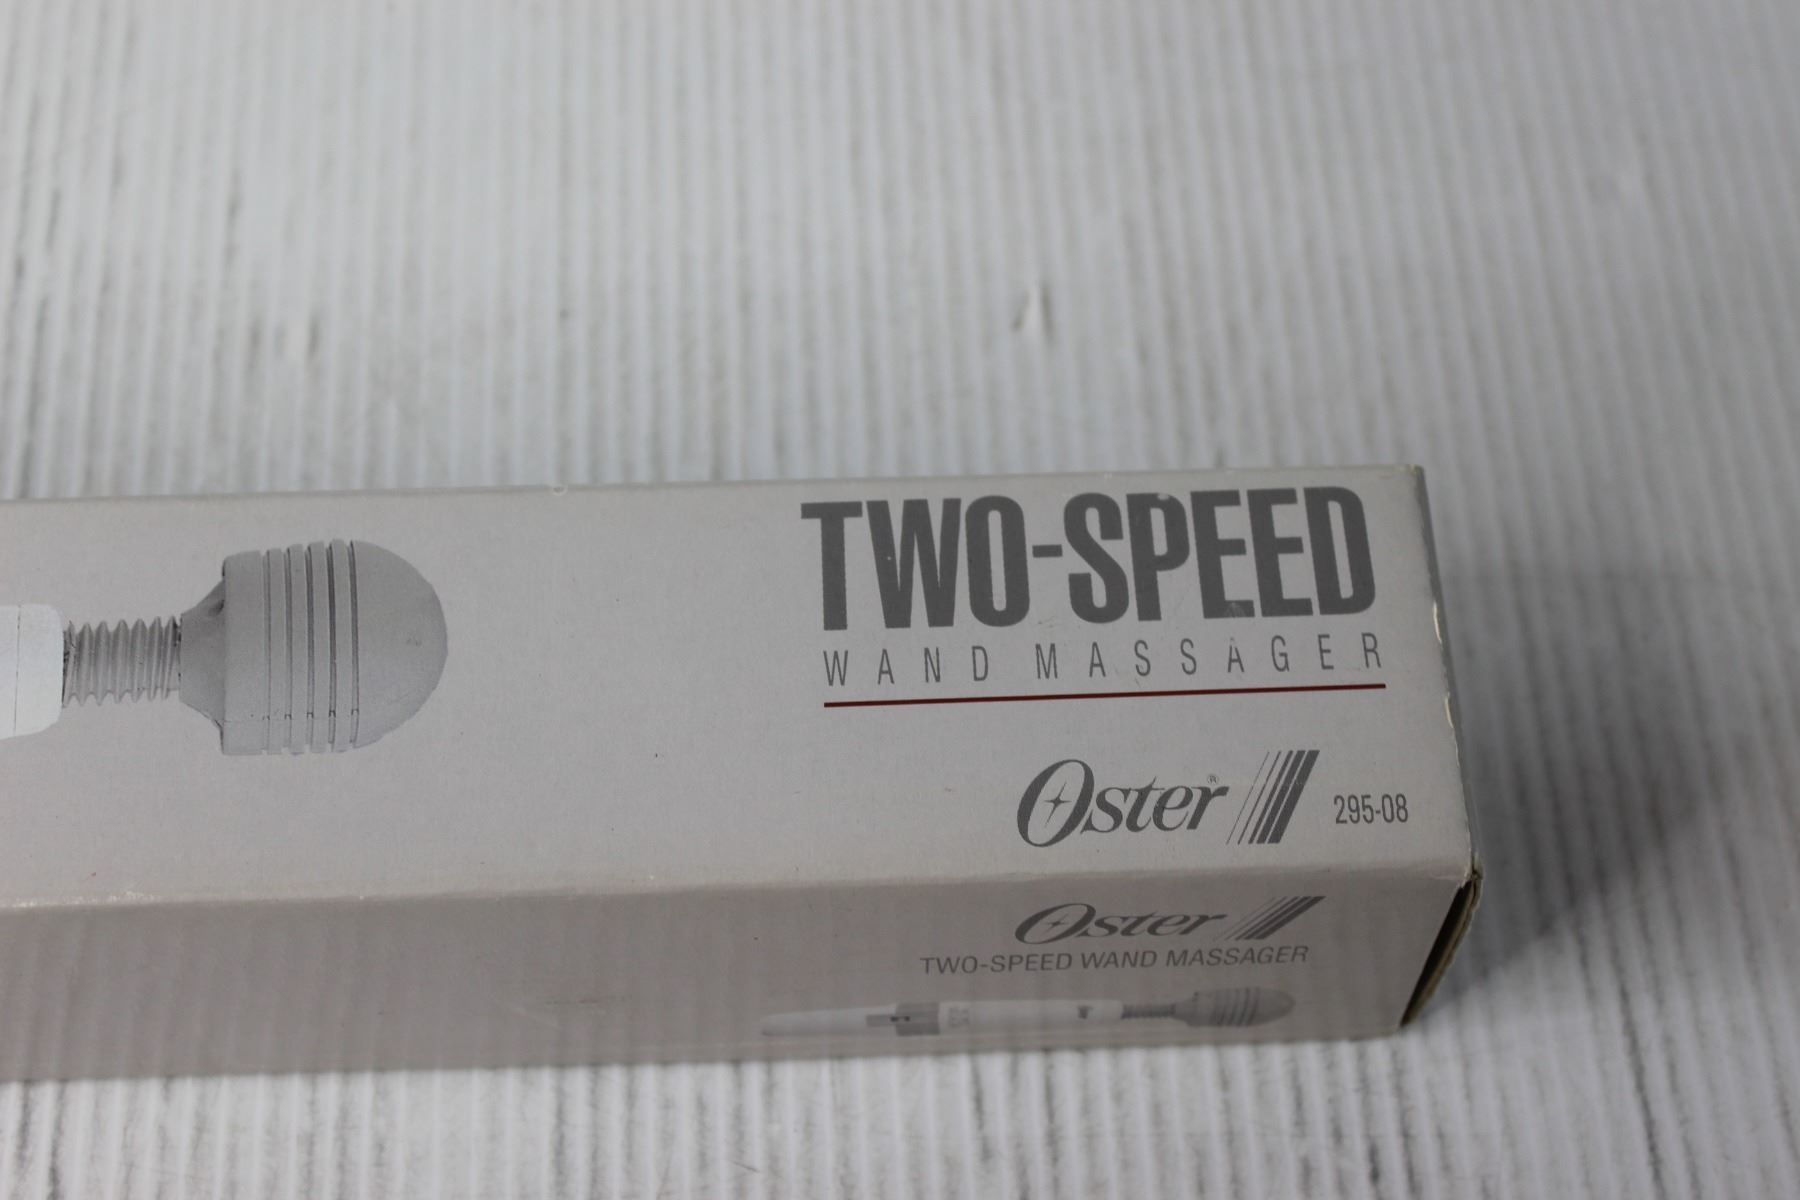 TWO-SPEED
WAND MASSAGER
Oster® 295-08
Oster
TWO-SPEED WAND MASSAGER